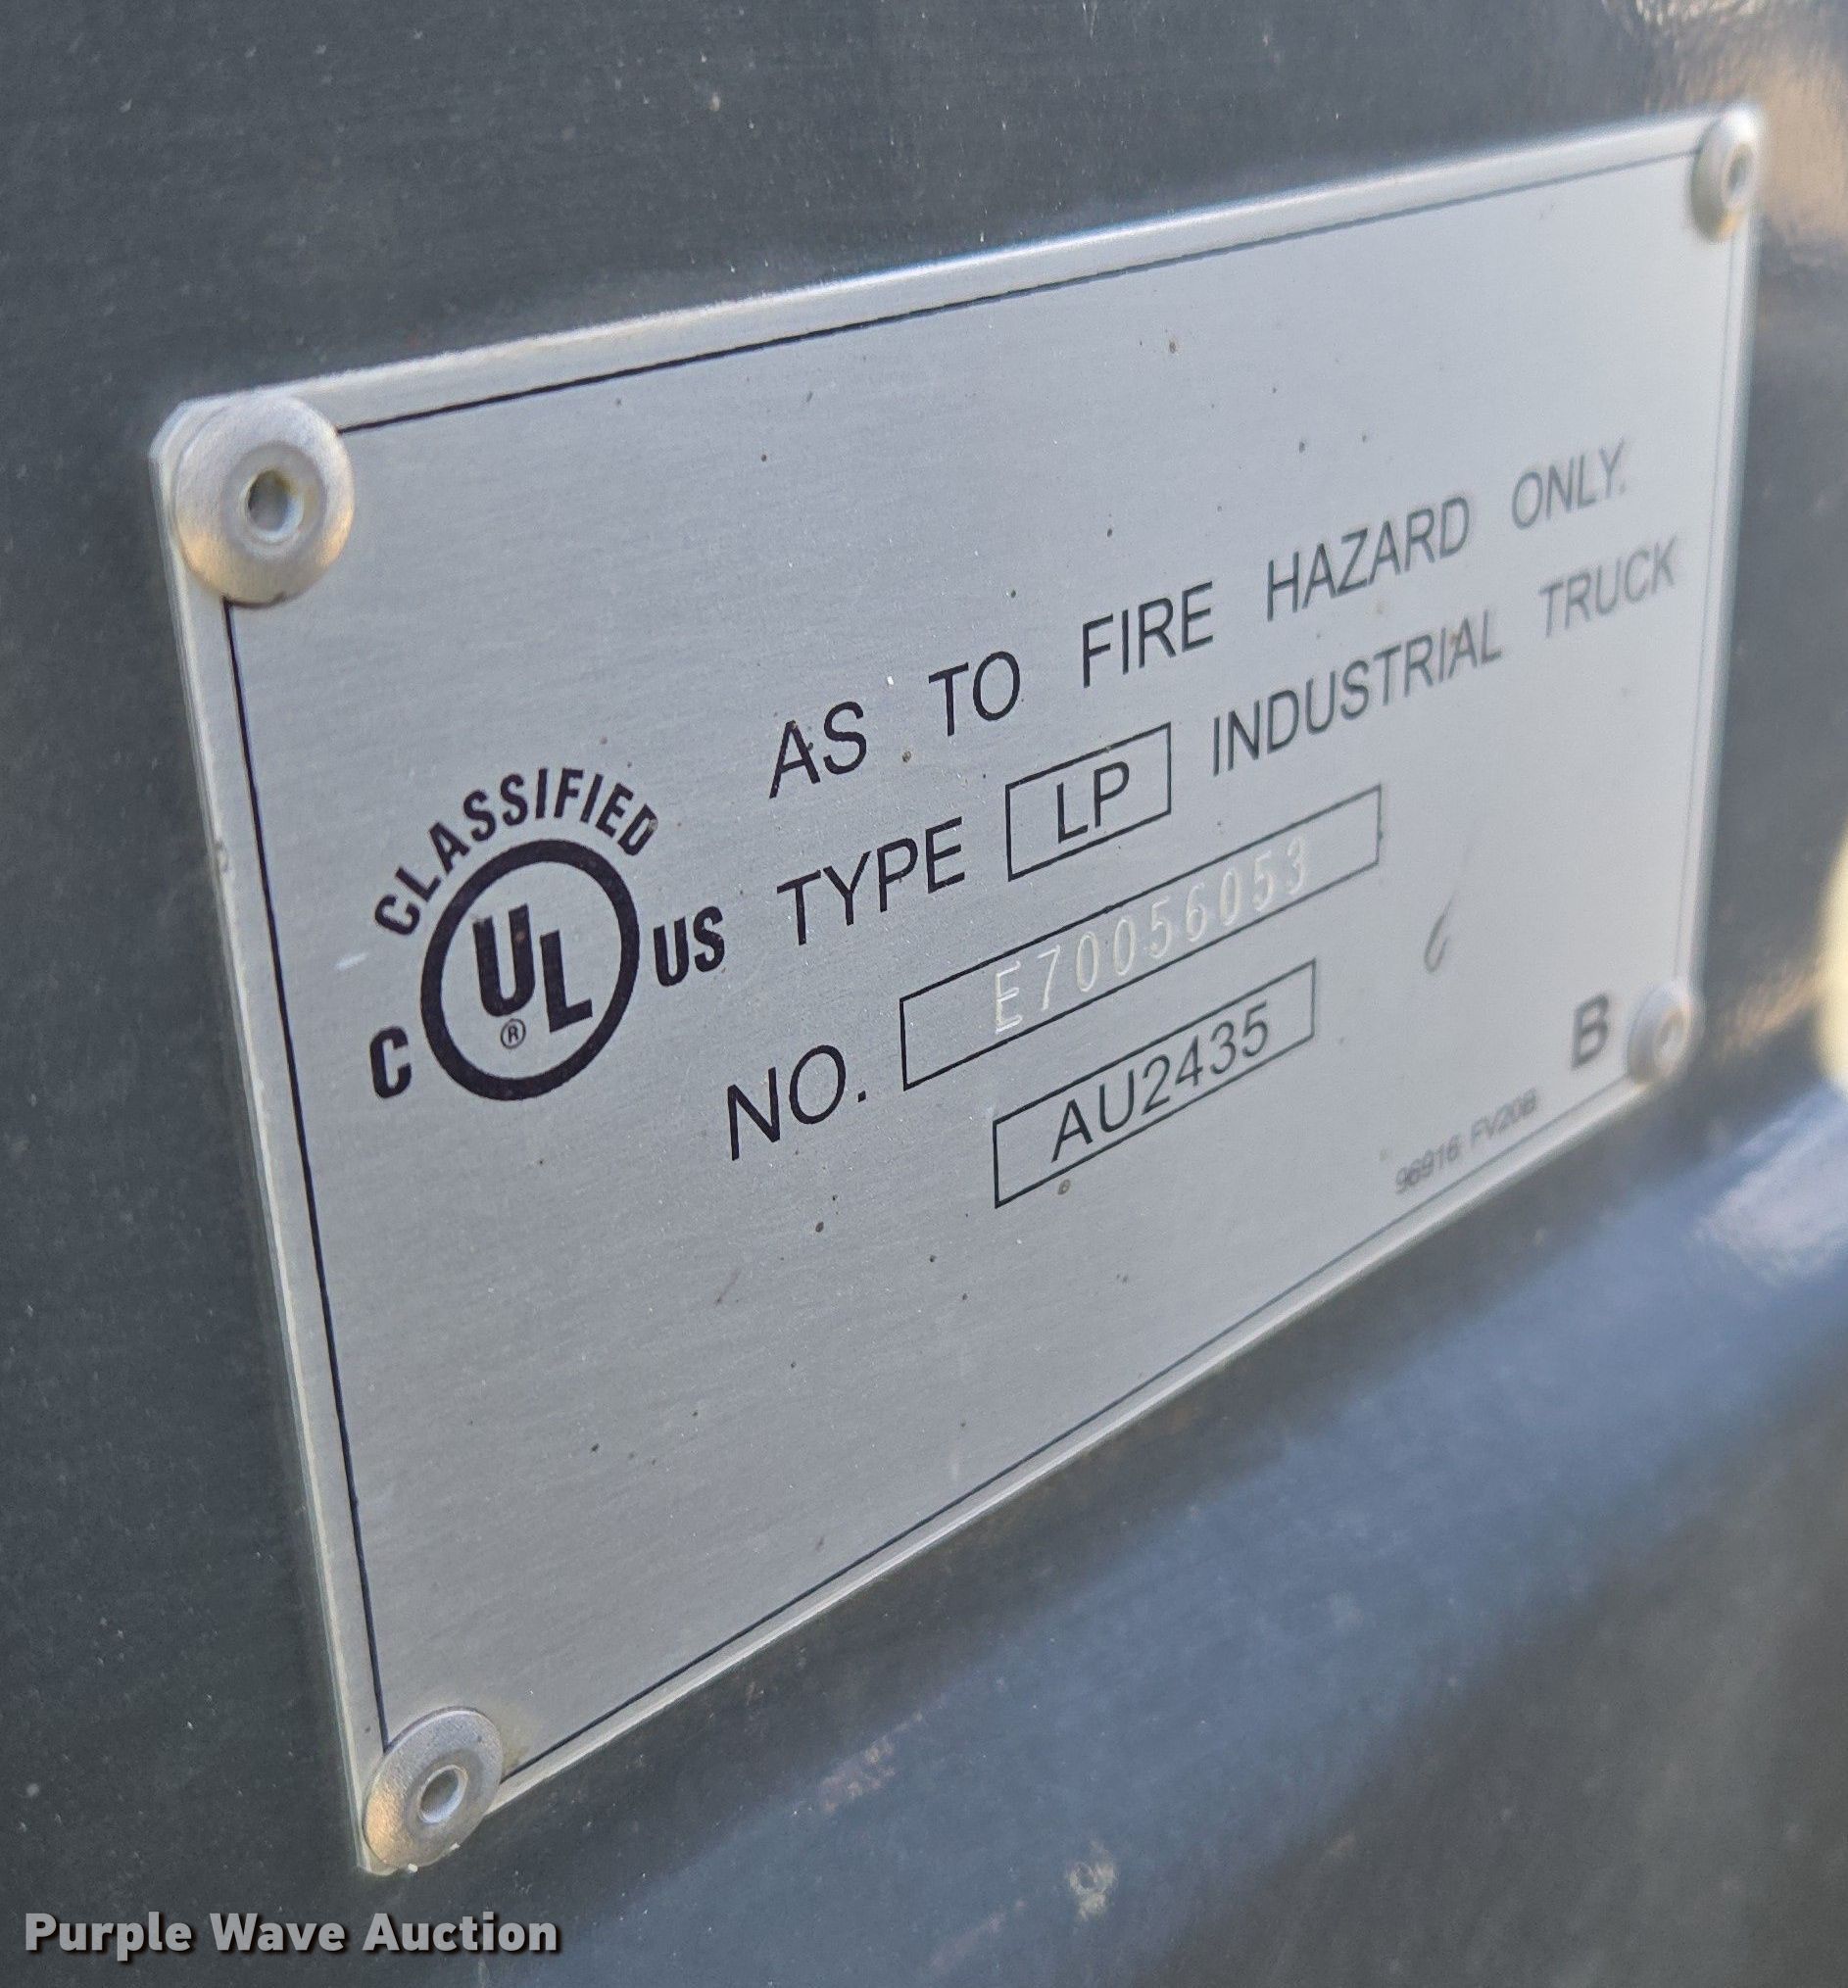 AS TO FIRE HAZARD ONLY.
CLASSIFIED
C UL® US
TYPE LP INDUSTRIAL TRUCK
NO. E70056053
AU2435
B
96916 FV20B
Purple Wave Auction